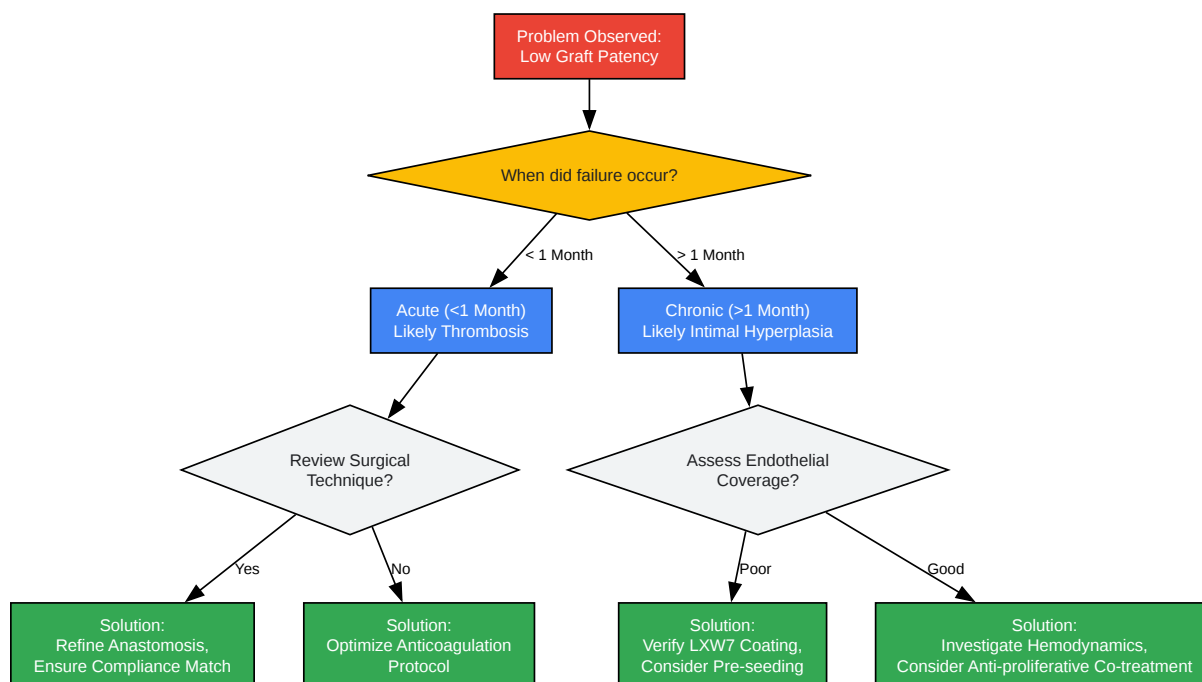 Problem Observed:
Low Graft Patency
When did failure occur?
< 1 Month
> 1 Month
Acute (<1 Month)
Likely Thrombosis
Chronic (>1 Month)
Likely Intimal Hyperplasia
Review Surgical
Technique?
Assess Endothelial
Coverage?
Yes
No
Poor
Good
Solution:
Refine Anastomosis,
Ensure Compliance Match
Solution:
Optimize Anticoagulation
Protocol
Solution:
Verify LXW7 Coating,
Consider Pre-seeding
Solution:
Investigate Hemodynamics,
Consider Anti-proliferative Co-treatment